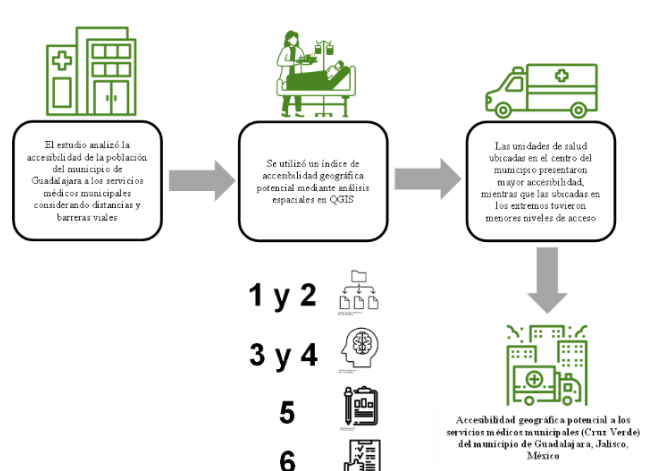 El estudio analizó la
accesibilidad de la población
del municipio de
Guadalajara a los servicios
médicos municipales
considerando distancias y
barreras viales
Se utilizó un índice de
accesibilidad geográfica
potencial mediante análisis
espaciales en QGIS
Las unidades de salud
ubicadas en el centro del
municipio presentaron
mayor accesibilidad,
mientras que las ubicadas en
los extremos tuvieron
menores niveles de acceso
1 y 2
3 y 4
5
6
Accesibilidad geográfica potencial a los
servicios médicos municipales (Cruz Verde)
del municipio de Guadalajara, Jalisco,
México